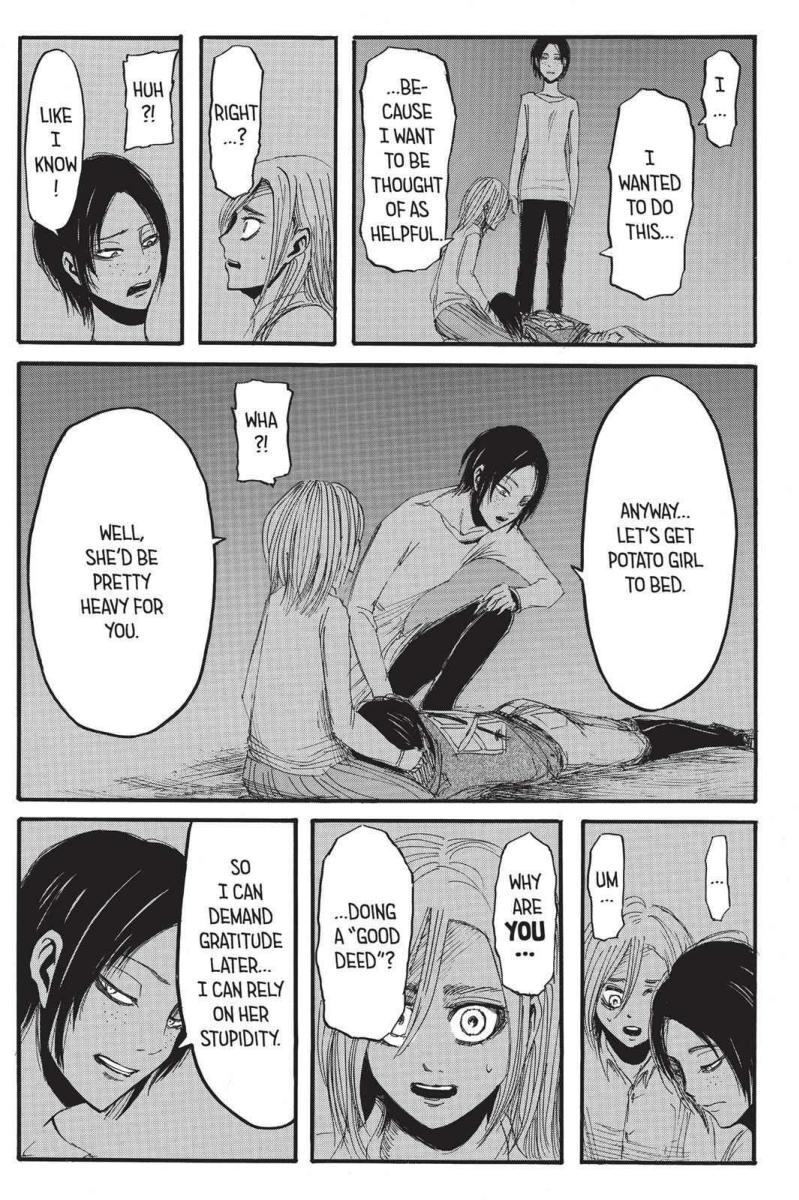 I
...
I
WANTED
TO DO
THIS...
...BE-
CAUSE
I WANT
TO BE
THOUGHT
OF AS
HELPFUL.
RIGHT
...?
HUH
?!
LIKE
I
KNOW
!
ANYWAY...
LET'S GET
POTATO GIRL
TO BED.
WHA
?!
WELL,
SHE'D BE
PRETTY
HEAVY FOR
YOU.
...
UM
...
WHY
ARE
YOU
...
...DOING
A "GOOD
DEED"?
SO
I CAN
DEMAND
GRATITUDE
LATER...
I CAN RELY
ON HER
STUPIDITY.